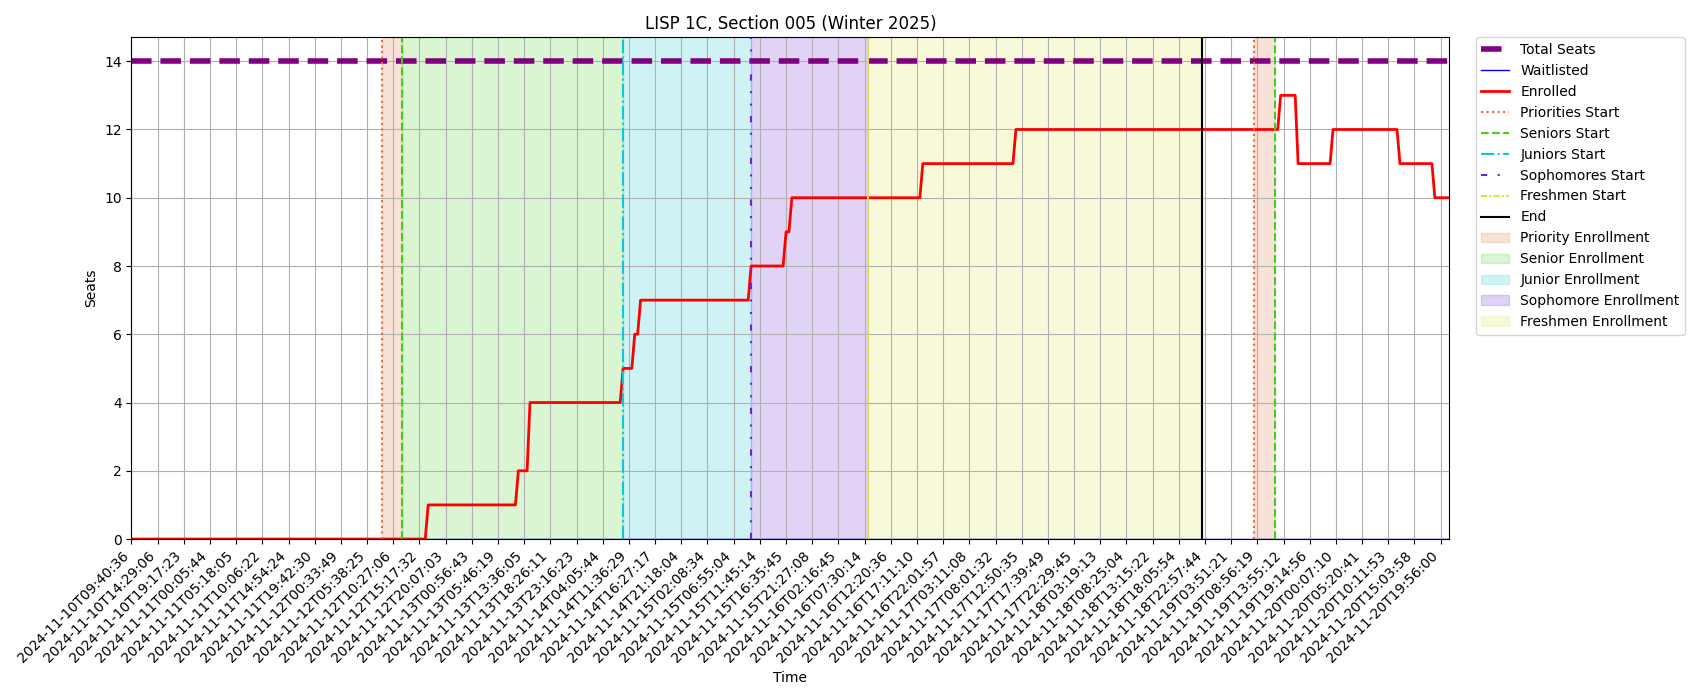 LISP 1C, Section 005 (Winter 2025)
Seats
14
12
10
8
6
4
2
0
2024-11-10T09:40:36
2024-11-10T14:29:06
2024-11-10T19:17:23
2024-11-11T00:05:44
2024-11-11T05:18:05
2024-11-11T10:06:22
2024-11-11T14:54:24
2024-11-11T19:42:30
2024-11-12T00:33:49
2024-11-12T05:38:25
2024-11-12T10:27:06
2024-11-12T15:17:32
2024-11-12T20:07:03
2024-11-13T00:56:43
2024-11-13T05:46:19
2024-11-13T13:36:05
2024-11-13T18:26:11
2024-11-13T23:16:23
2024-11-14T04:05:44
2024-11-14T11:36:29
2024-11-14T16:27:17
2024-11-14T21:18:04
2024-11-15T02:08:34
2024-11-15T06:55:04
2024-11-15T11:45:14
2024-11-15T16:35:45
2024-11-15T21:27:08
2024-11-16T02:16:45
2024-11-16T07:30:14
2024-11-16T12:20:36
2024-11-16T17:11:10
2024-11-16T22:01:57
2024-11-17T03:11:08
2024-11-17T08:01:32
2024-11-17T12:50:35
2024-11-17T17:39:49
2024-11-17T22:29:45
2024-11-18T03:19:13
2024-11-18T08:25:04
2024-11-18T13:15:22
2024-11-18T18:05:54
2024-11-18T22:57:44
2024-11-19T03:51:21
2024-11-19T08:56:19
2024-11-19T13:55:12
2024-11-19T19:14:56
2024-11-20T00:07:10
2024-11-20T05:20:41
2024-11-20T10:11:53
2024-11-20T15:03:58
2024-11-20T19:56:00
Time
Total Seats
Waitlisted
Enrolled
Priorities Start
Seniors Start
Juniors Start
Sophomores Start
Freshmen Start
End
Priority Enrollment
Senior Enrollment
Junior Enrollment
Sophomore Enrollment
Freshmen Enrollment